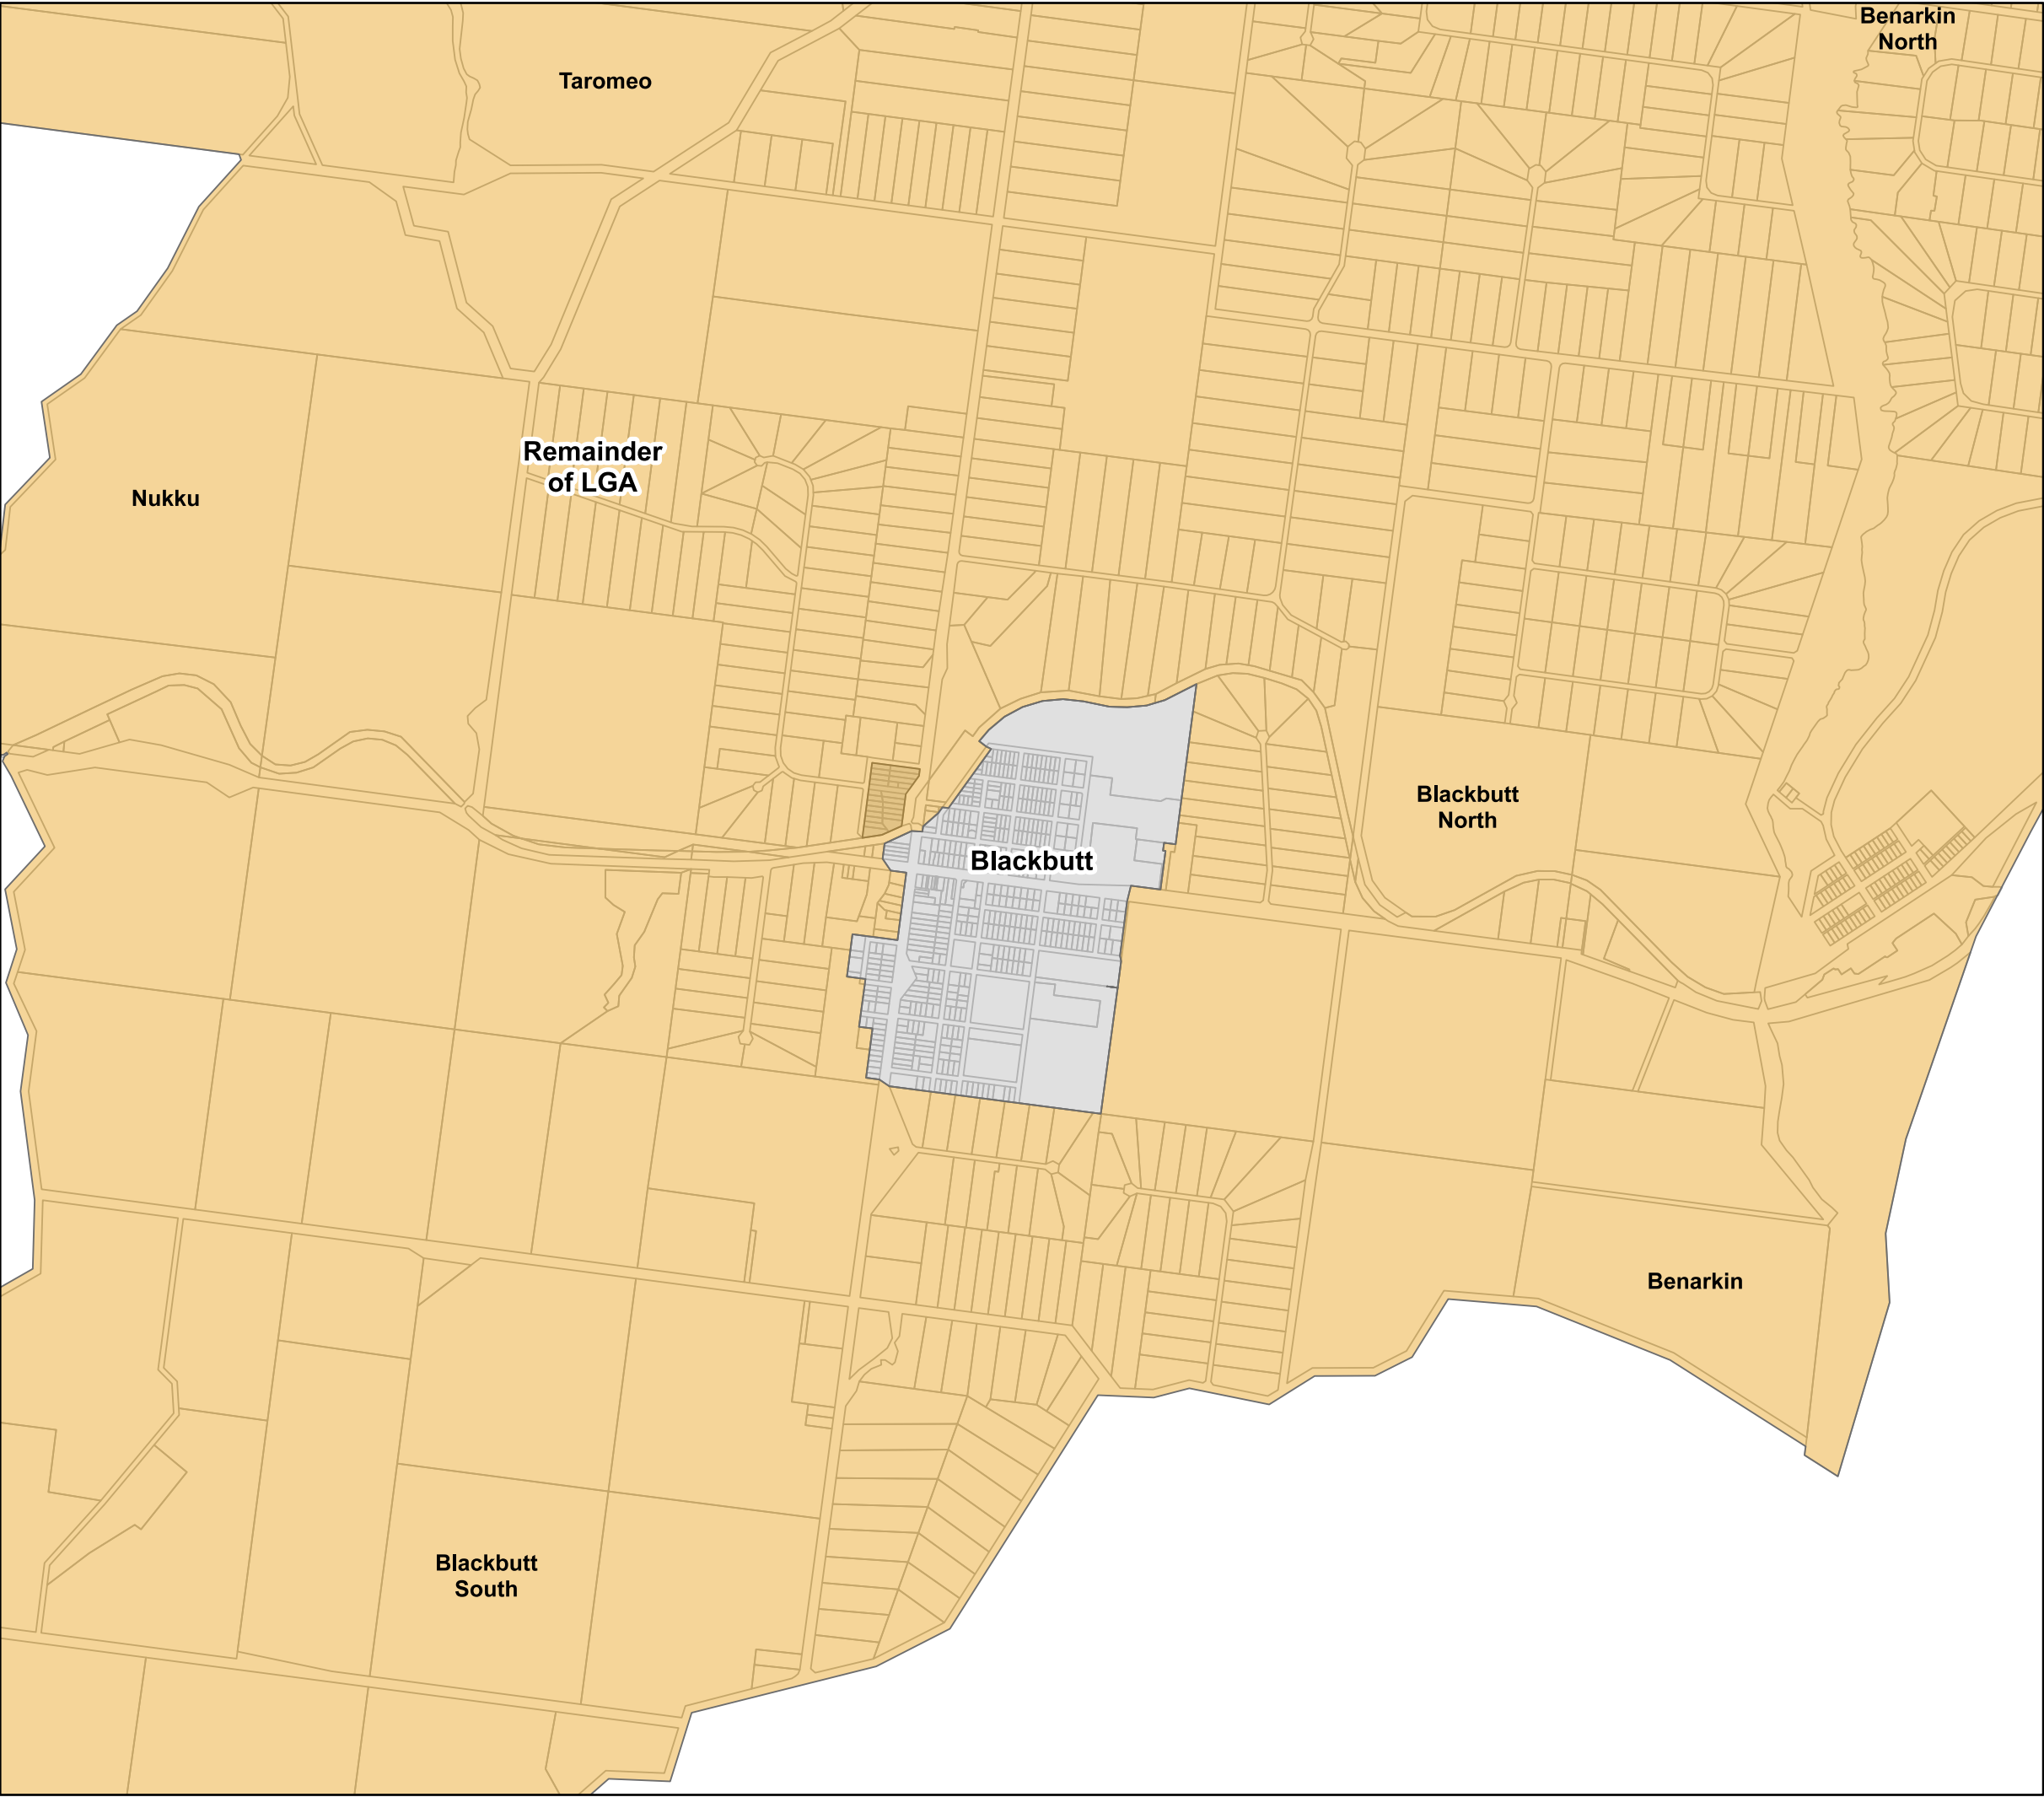 Benarkin
North
Taromeo
Remainder
of LGA
Nukku
Blackbutt
North
Blackbutt
Benarkin
Blackbutt
South